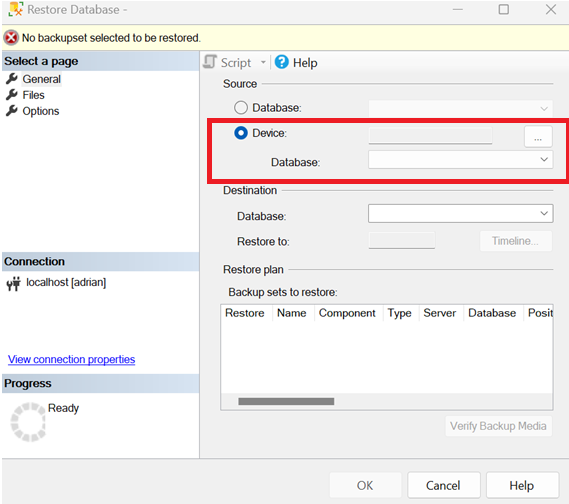 Restore Database -
No backupset selected to be restored.
Select a page
General
Files
Options
Script
Help
Source
Database:
Device:
...
Database:
Destination
Database:
Restore to:
Timeline...
Restore plan
Backup sets to restore:
Restore Name Component Type Server Database Posit
Verify Backup Media
Connection
localhost [adrian]
View connection properties
Progress
Ready
OK Cancel Help